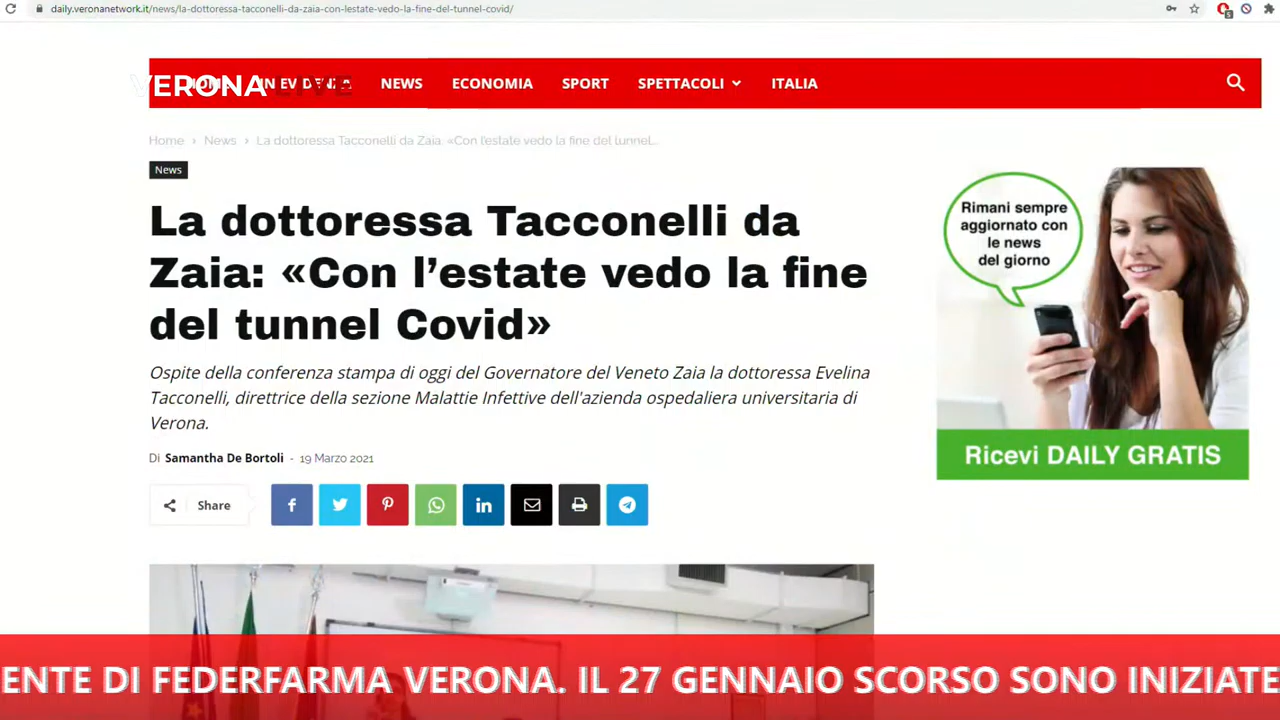 daily.veronanetwork.it/news/la-dottoressa-tacconelli-da-zaia-con-lestate-vedo-la-fine-del-tunnel-covid/
VERONA LIVE
HOME IN EVIDENZA NEWS ECONOMIA SPORT SPETTACOLI ITALIA
Home › News › La dottoressa Tacconelli da Zaia: «Con l'estate vedo la fine del tunnel...
News
La dottoressa Tacconelli da
Zaia: «Con l’estate vedo la fine
del tunnel Covid»
Ospite della conferenza stampa di oggi del Governatore del Veneto Zaia la dottoressa Evelina
Tacconelli, direttrice della sezione Malattie Infettive dell'azienda ospedaliera universitaria di
Verona.
Di Samantha De Bortoli - 19 Marzo 2021
Share
Rimani sempre
aggiornato con
le news
del giorno
Ricevi DAILY GRATIS
ENTE DI FEDERFARMA VERONA. IL 27 GENNAIO SCORSO SONO INIZIATE